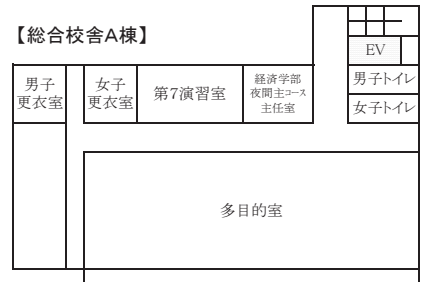 【総合校舎A棟】
EV
男子
更衣室
女子
更衣室
第7演習室
経済学部
夜間主コース
主任室
男子トイレ
女子トイレ
多目的室